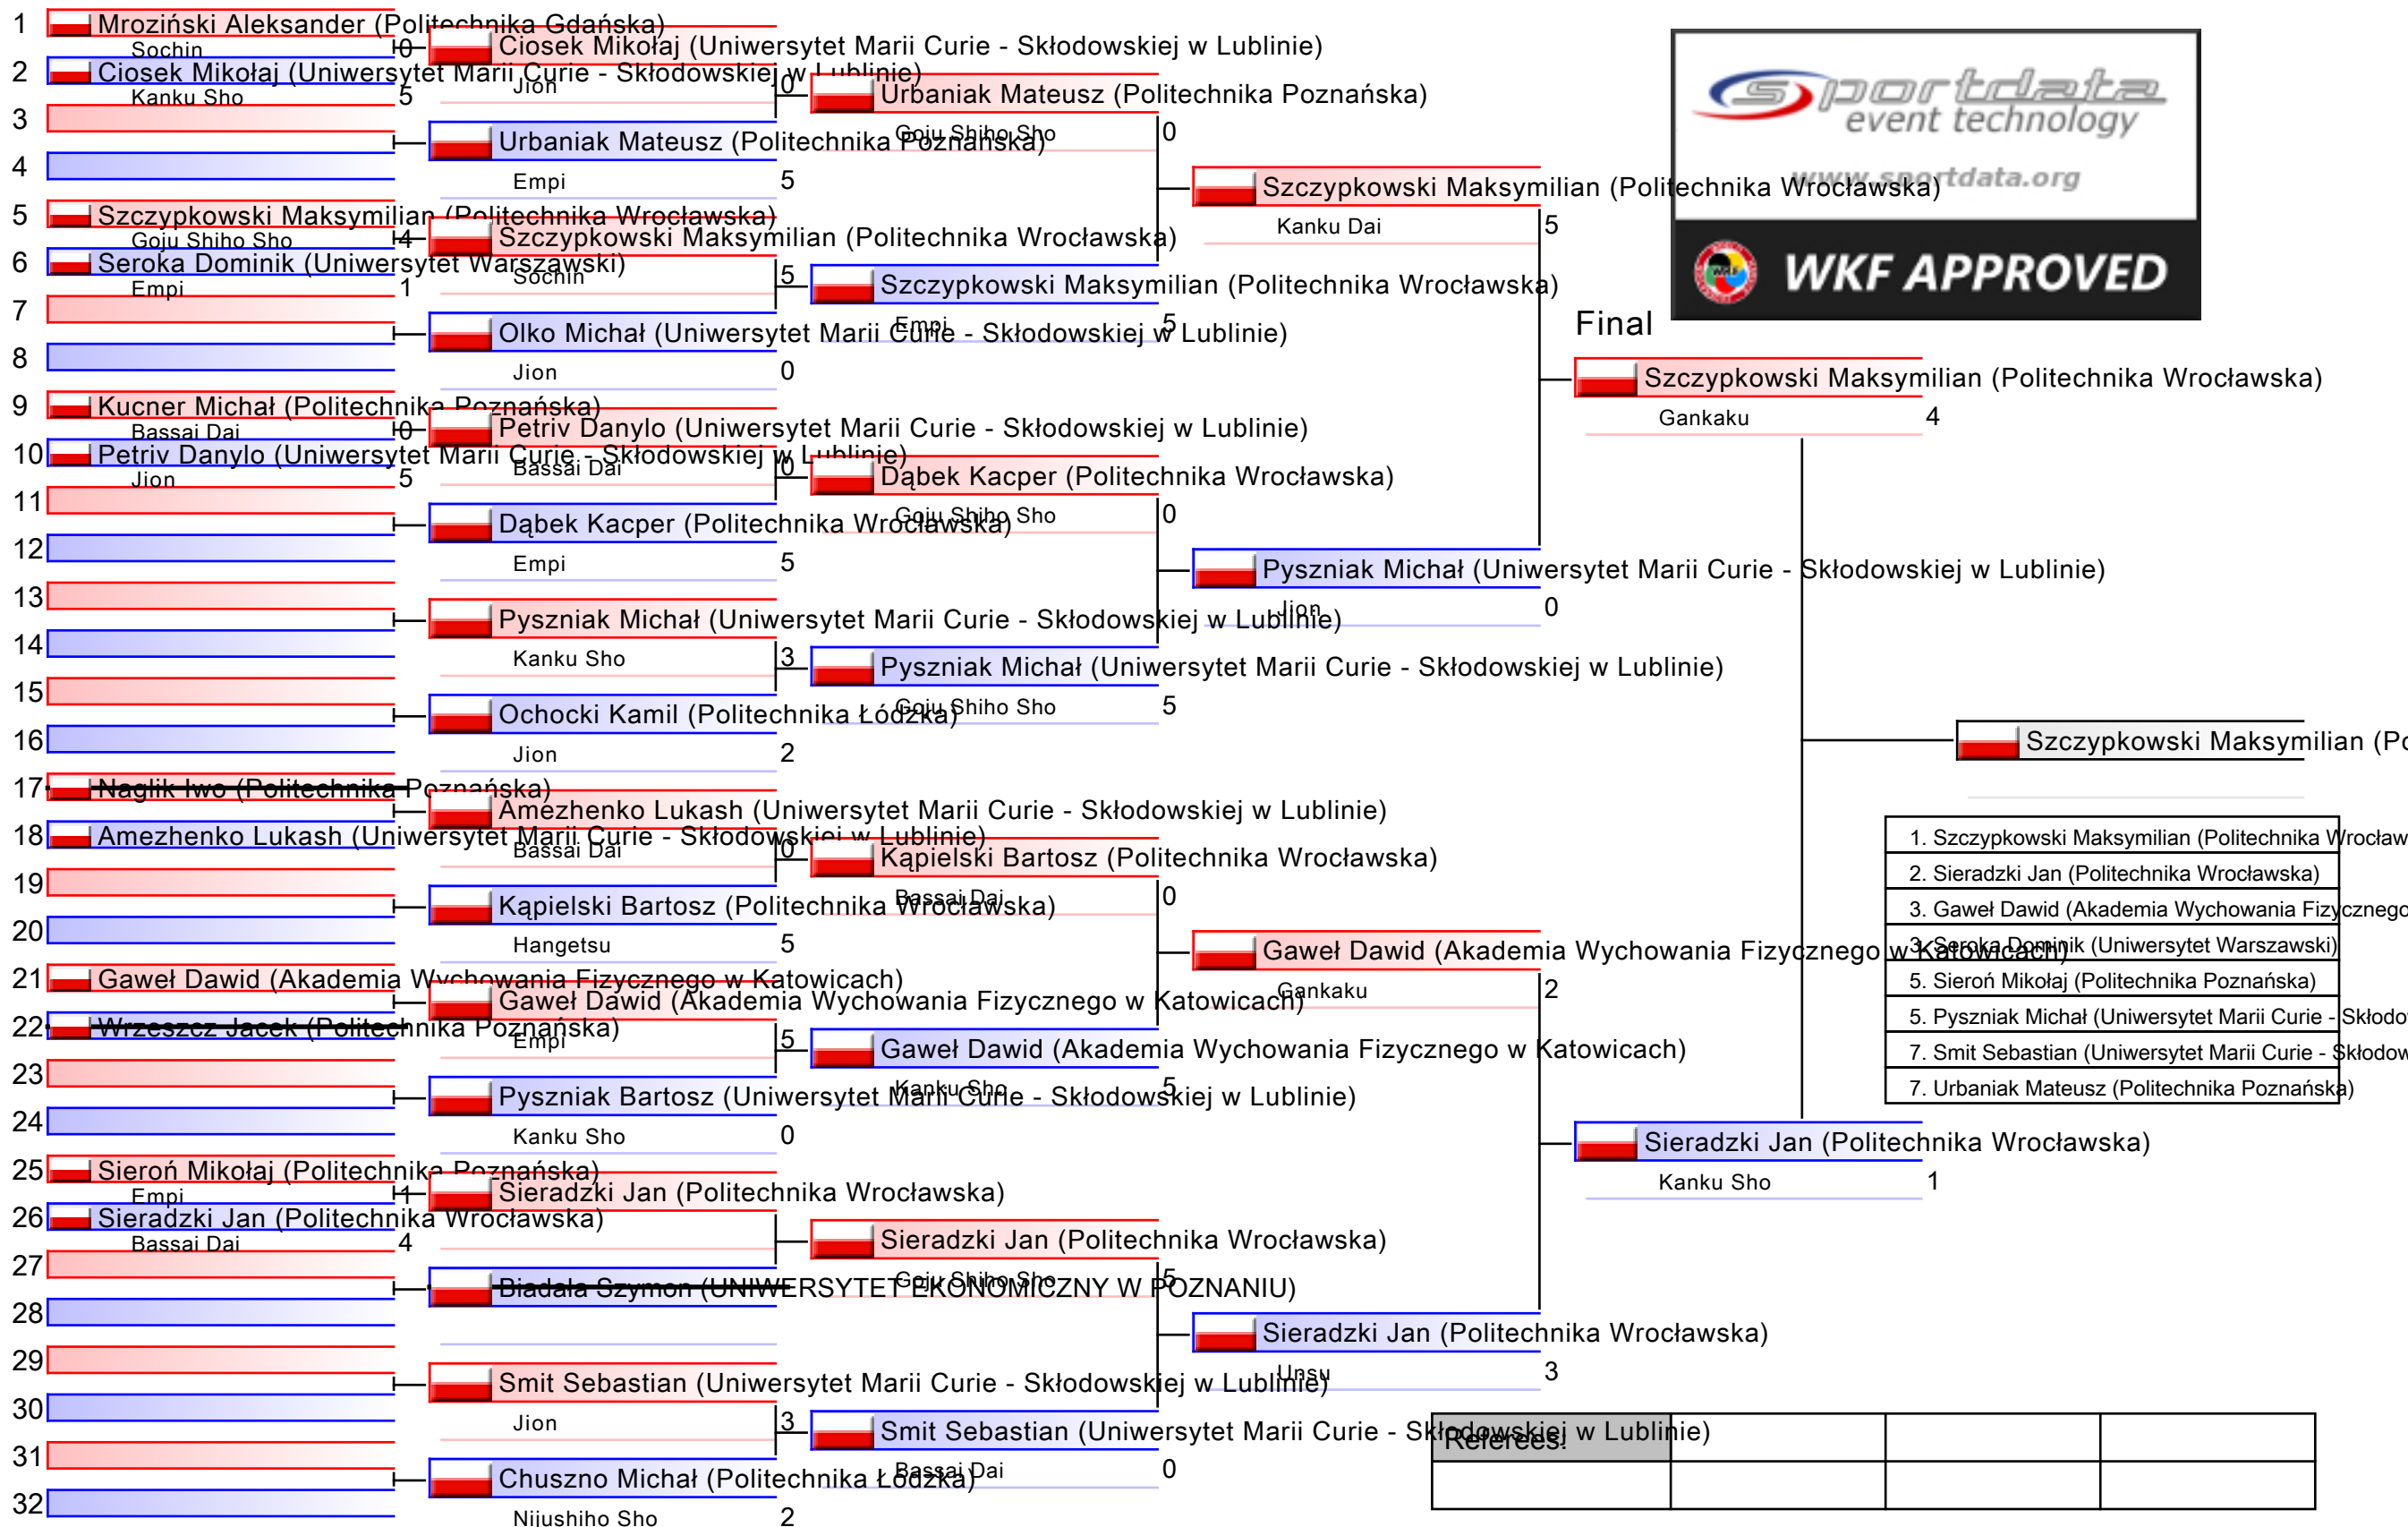 1 Mroziński Aleksander (Politechnika Gdańska)
Sochin 0
2 Ciosek Mikołaj (Uniwersytet Marii Curie - Skłodowskiej w Lublinie)
Kanku Sho 5
3
4
5 Szczypkowski Maksymilian (Politechnika Wrocławska)
Goju Shiho Sho 4
6 Seroka Dominik (Uniwersytet Warszawski)
Empi 1
7
8
9 Kucner Michał (Politechnika Poznańska)
Bassai Dai 0
10 Petriv Danylo (Uniwersytet Marii Curie - Skłodowskiej w Lublinie)
Jion 5
11
12
13
14
15
16
17 Naglik Iwo (Politechnika Poznańska)
18 Amezhenko Lukash (Uniwersytet Marii Curie - Skłodowskiej w Lublinie)
19
20
21 Gaweł Dawid (Akademia Wychowania Fizycznego w Katowicach)
22 Wrzeszcz Jacek (Politechnika Poznańska)
23
24
25 Sieroń Mikołaj (Politechnika Poznańska)
Empi 1
26 Sieradzki Jan (Politechnika Wrocławska)
Bassai Dai 4
27
28
29
30
31
32
Ciosek Mikołaj (Uniwersytet Marii Curie - Skłodowskiej w Lublinie)
Jion 0
Urbaniak Mateusz (Politechnika Poznańska)
Empi 5
Szczypkowski Maksymilian (Politechnika Wrocławska)
Sochin 5
Olko Michał (Uniwersytet Marii Curie - Skłodowskiej w Lublinie)
Jion 0
Petriv Danylo (Uniwersytet Marii Curie - Skłodowskiej w Lublinie)
Bassai Dai 0
Dąbek Kacper (Politechnika Wrocławska)
Empi 5
Pyszniak Michał (Uniwersytet Marii Curie - Skłodowskiej w Lublinie)
Kanku Sho 3
Ochocki Kamil (Politechnika Łódzka)
Jion 2
Amezhenko Lukash (Uniwersytet Marii Curie - Skłodowskiej w Lublinie)
Bassai Dai 0
Kąpielski Bartosz (Politechnika Wrocławska)
Hangetsu 5
Gaweł Dawid (Akademia Wychowania Fizycznego w Katowicach)
Empi 5
Pyszniak Bartosz (Uniwersytet Marii Curie - Skłodowskiej w Lublinie)
Kanku Sho 0
Sieradzki Jan (Politechnika Wrocławska)
Biadala Szymon (UNIWERSYTET EKONOMICZNY W POZNANIU)
Smit Sebastian (Uniwersytet Marii Curie - Skłodowskiej w Lublinie)
Jion 3
Chuszno Michał (Politechnika Łódzka)
Nijushiho Sho 2
Urbaniak Mateusz (Politechnika Poznańska)
Goju Shiho Sho 0
Szczypkowski Maksymilian (Politechnika Wrocławska)
Empi 5
Dąbek Kacper (Politechnika Wrocławska)
Goju Shiho Sho 0
Pyszniak Michał (Uniwersytet Marii Curie - Skłodowskiej w Lublinie)
Goju Shiho Sho 5
Kąpielski Bartosz (Politechnika Wrocławska)
Bassai Dai 0
Gaweł Dawid (Akademia Wychowania Fizycznego w Katowicach)
Kanku Sho 5
Sieradzki Jan (Politechnika Wrocławska)
Goju Shiho Sho 5
Smit Sebastian (Uniwersytet Marii Curie - Skłodowskiej w Lublinie)
Bassai Dai 0
Szczypkowski Maksymilian (Politechnika Wrocławska)
Kanku Dai 5
Pyszniak Michał (Uniwersytet Marii Curie - Skłodowskiej w Lublinie)
Jion 0
Gaweł Dawid (Akademia Wychowania Fizycznego w Katowicach)
Gankaku 2
Sieradzki Jan (Politechnika Wrocławska)
Unsu 3
sportdata
event technology
www.sportdata.org
WKF
WKF APPROVED
Final
Szczypkowski Maksymilian (Politechnika Wrocławska)
Gankaku 4
Sieradzki Jan (Politechnika Wrocławska)
Kanku Sho 1
Szczypkowski Maksymilian (Po
1. Szczypkowski Maksymilian (Politechnika Wrocław
2. Sieradzki Jan (Politechnika Wrocławska)
3. Gaweł Dawid (Akademia Wychowania Fizycznego
3. Seroka Dominik (Uniwersytet Warszawski)
5. Sieroń Mikołaj (Politechnika Poznańska)
5. Pyszniak Michał (Uniwersytet Marii Curie - Skłodo
7. Smit Sebastian (Uniwersytet Marii Curie - Skłodow
7. Urbaniak Mateusz (Politechnika Poznańska)
Referees: